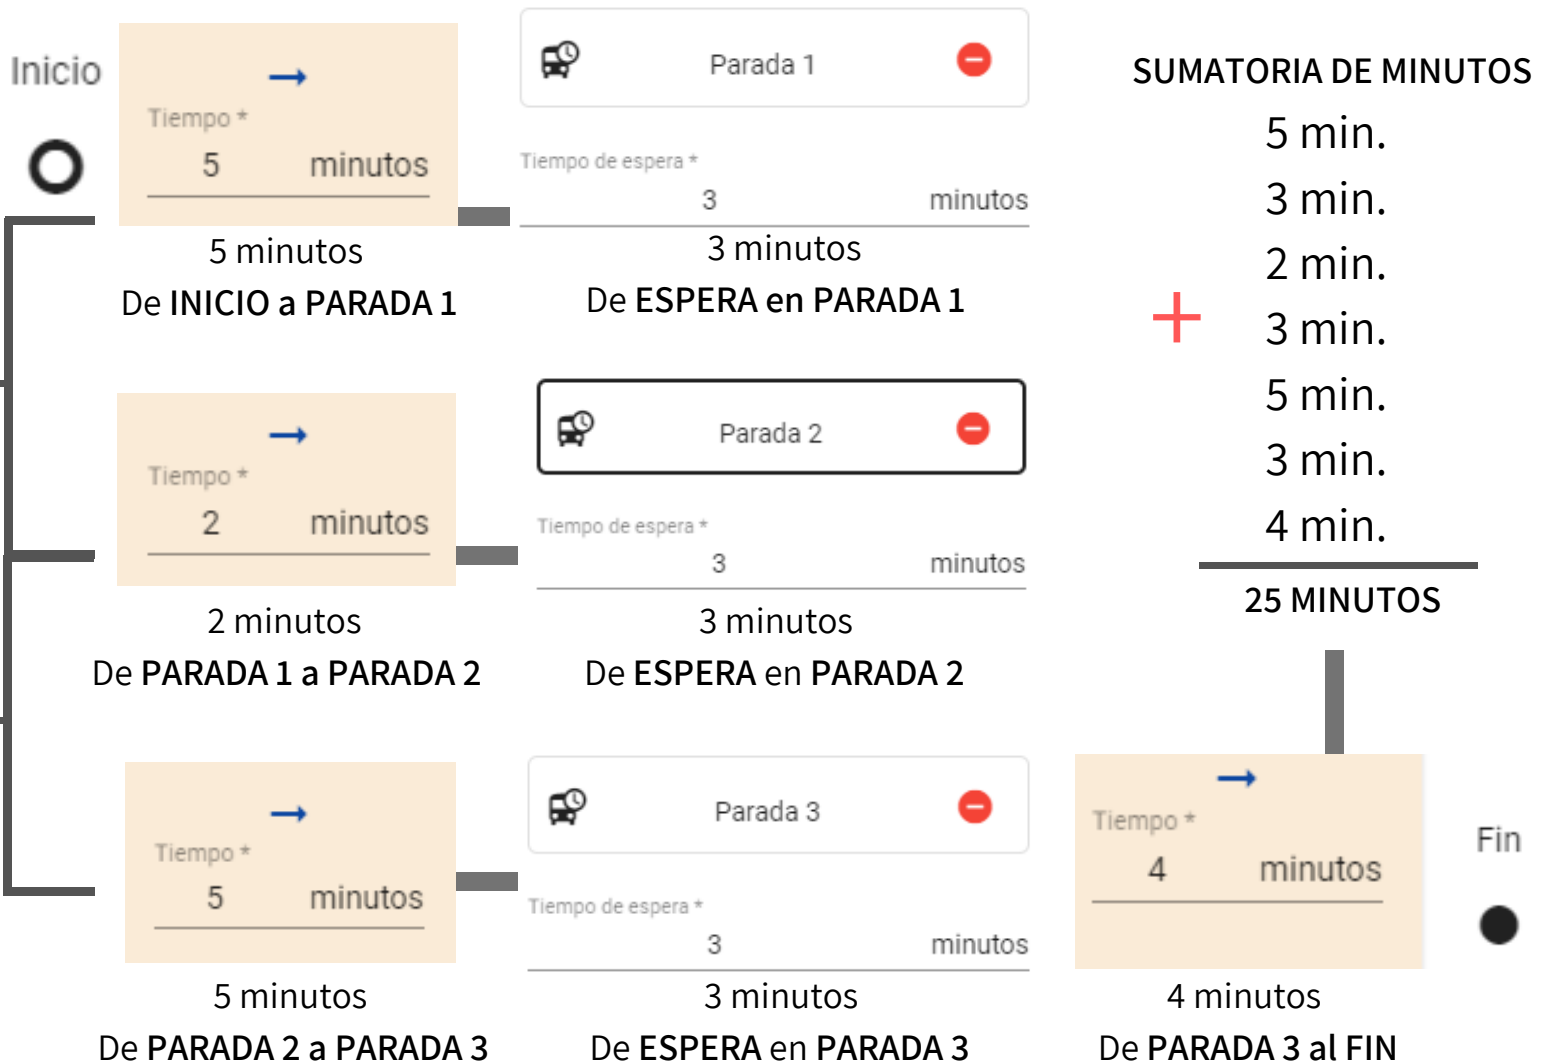 Inicio
Tiempo *
5 minutos
5 minutos
De INICIO a PARADA 1
Parada 1
Tiempo de espera *
3 minutos
3 minutos
De ESPERA en PARADA 1
Tiempo *
2 minutos
2 minutos
De PARADA 1 a PARADA 2
Parada 2
Tiempo de espera *
3 minutos
3 minutos
De ESPERA en PARADA 2
Tiempo *
5 minutos
5 minutos
De PARADA 2 a PARADA 3
Parada 3
Tiempo de espera *
3 minutos
3 minutos
De ESPERA en PARADA 3
SUMATORIA DE MINUTOS
5 min.
3 min.
2 min.
+ 3 min.
5 min.
3 min.
4 min.
25 MINUTOS
Tiempo *
4 minutos
4 minutos
De PARADA 3 al FIN
Fin